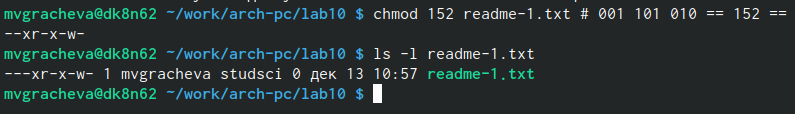 mvgracheva@dk8n62 ~/work/arch-pc/lab10 $ chmod 152 readme-1.txt # 001 101 010 == 152 ==
--xr-x-w-
mvgracheva@dk8n62 ~/work/arch-pc/lab10 $ ls -l readme-1.txt
---xr-x-w- 1 mvgracheva studsci 0 дек 13 10:57 readme-1.txt
mvgracheva@dk8n62 ~/work/arch-pc/lab10 $